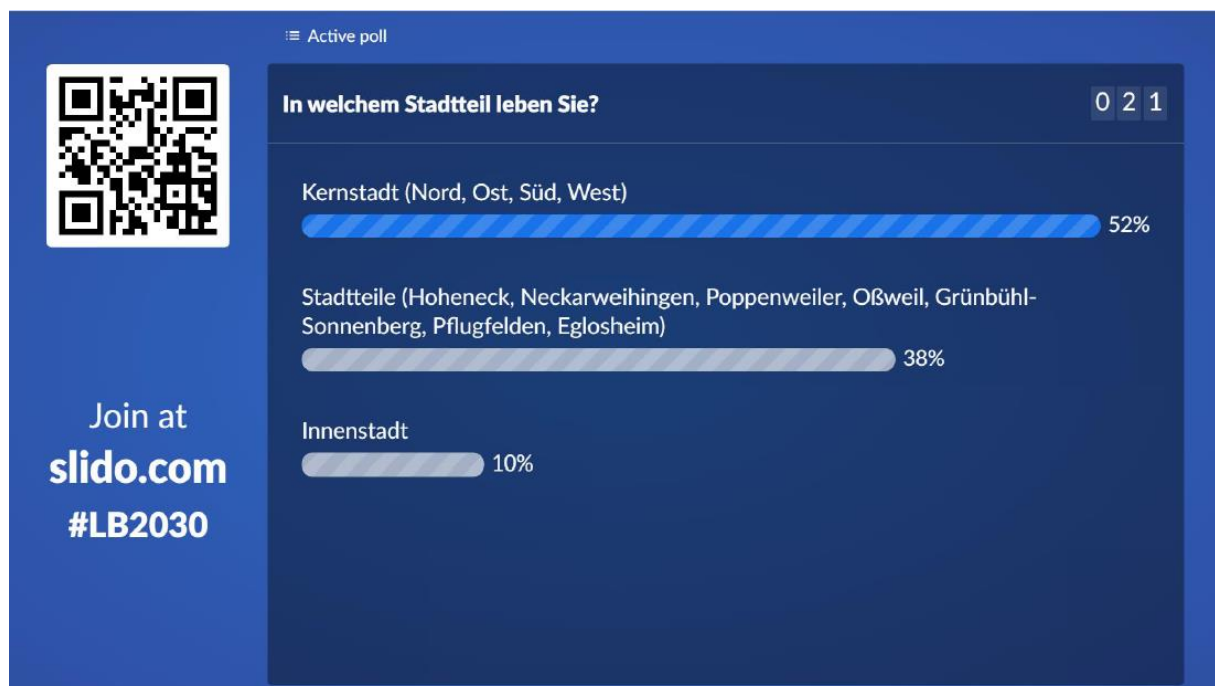 Active poll
In welchem Stadtteil leben Sie?
0 2 1
Kernstadt (Nord, Ost, Süd, West)
52%
Stadtteile (Hoheneck, Neckarweihingen, Poppenweiler, Oßweil, Grünbühl-
Sonnenberg, Pflugfelden, Eglosheim)
38%
Innenstadt
10%
Join at
slido.com
#LB2030